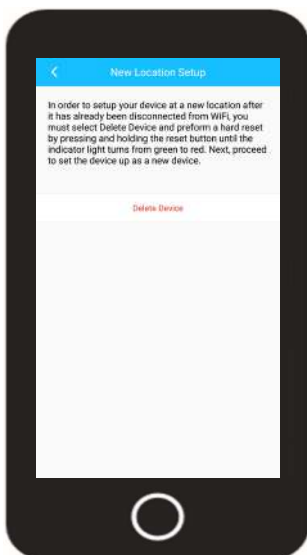 New Location Setup
In order to setup your device at a new location after
it has already been disconnected from WiFi, you
must select Delete Device and preform a hard reset
by pressing and holding the reset button until the
indicator light turns from green to red. Next, proceed
to set the device up as a new device.
Delete Device